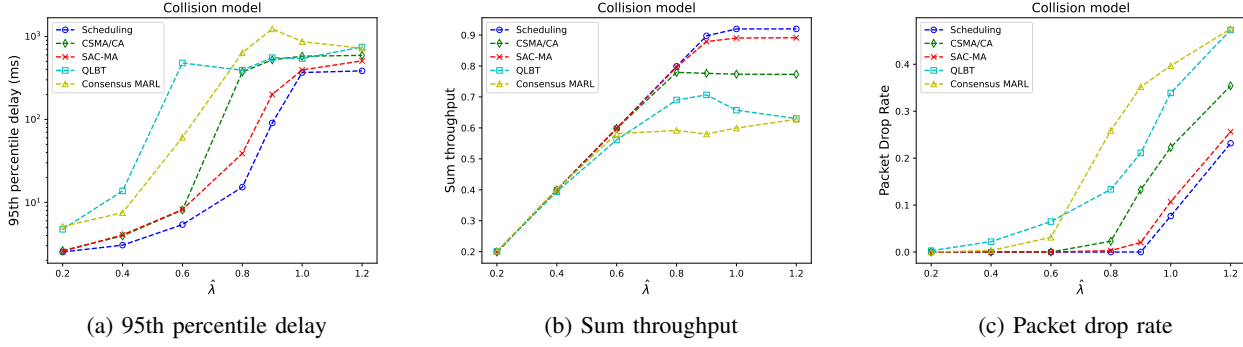 Collision model
95th percentile delay (ms)
10³
10²
10¹
0.2 0.4 0.6 0.8 1.0 1.2
λ̂
Scheduling
CSMA/CA
SAC-MA
QLBT
Consensus MARL
(a) 95th percentile delay
Collision model
Sum throughput
0.9
0.8
0.7
0.6
0.5
0.4
0.3
0.2
0.2 0.4 0.6 0.8 1.0 1.2
λ̂
Scheduling
CSMA/CA
SAC-MA
QLBT
Consensus MARL
(b) Sum throughput
Collision model
Packet Drop Rate
0.4
0.3
0.2
0.1
0.0
0.2 0.4 0.6 0.8 1.0 1.2
λ̂
Scheduling
CSMA/CA
SAC-MA
QLBT
Consensus MARL
(c) Packet drop rate